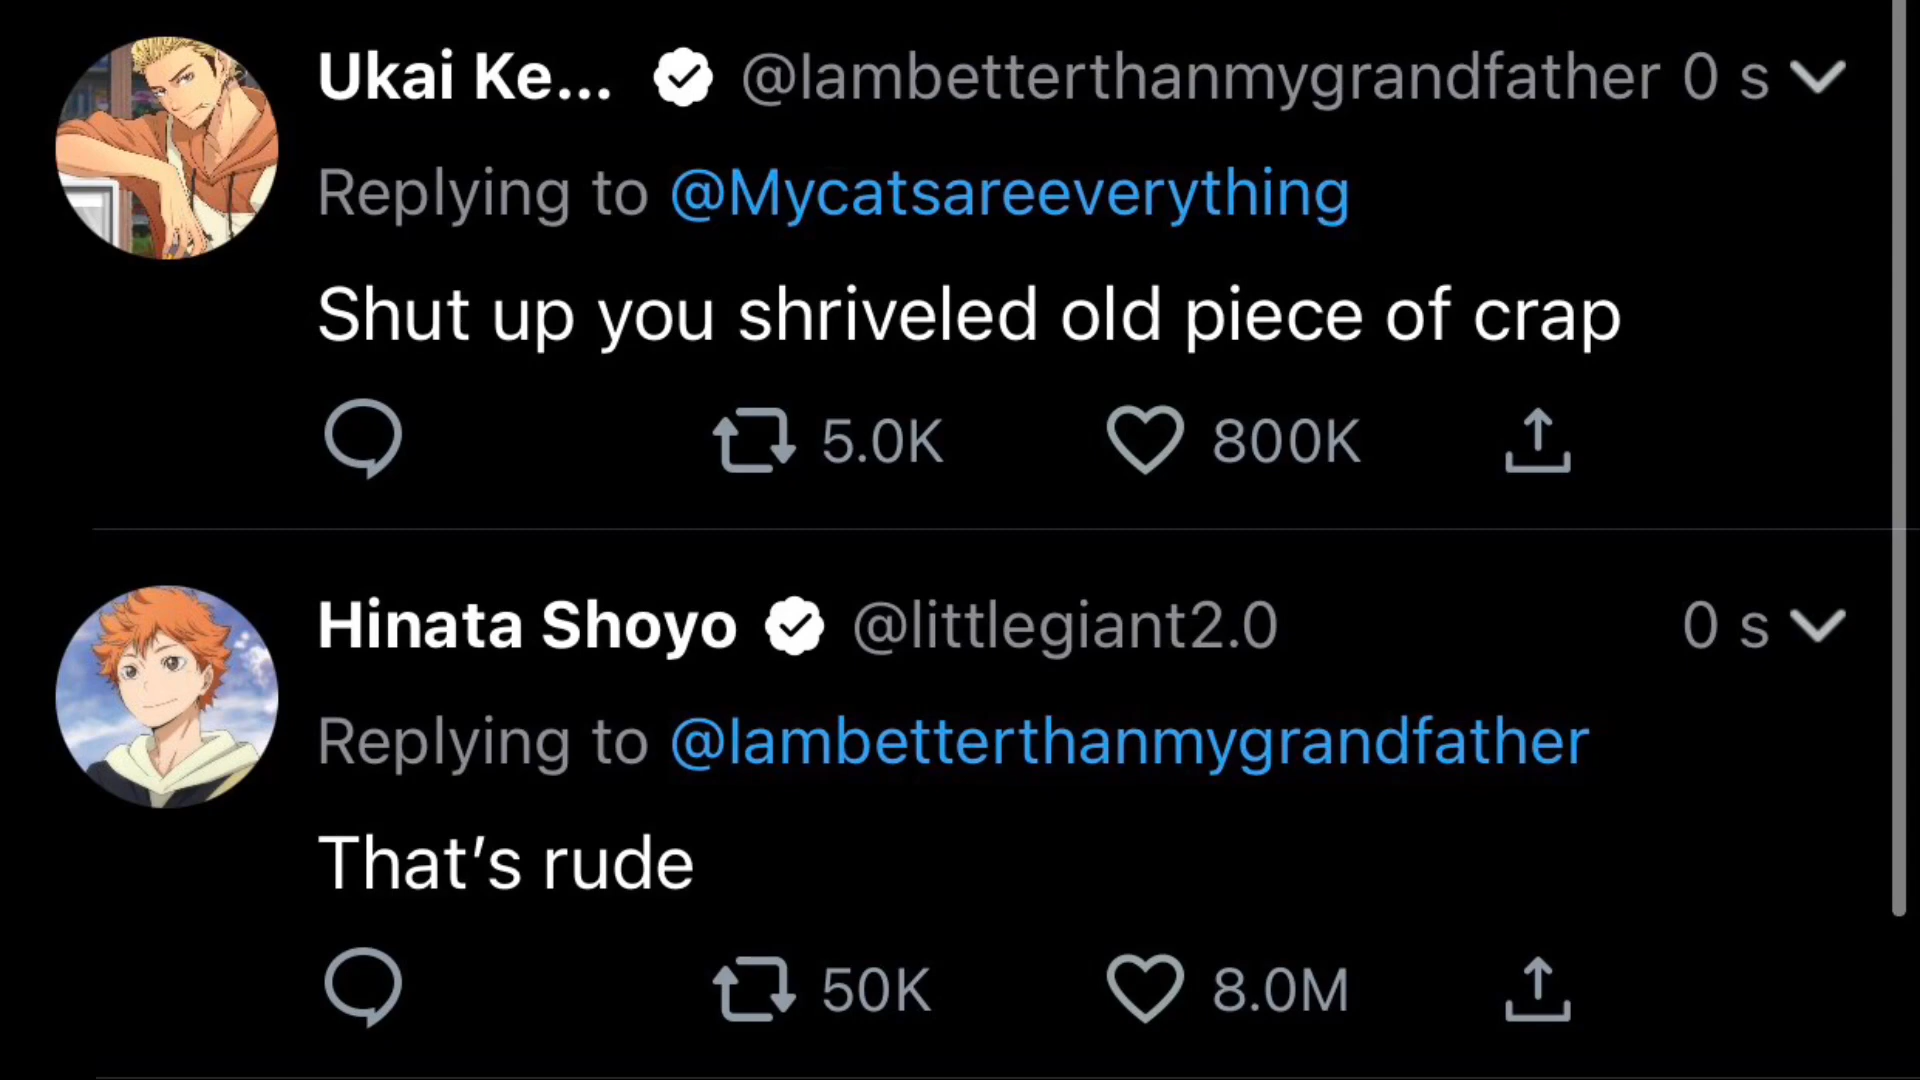 Ukai Ke... @Iambetterthanmygrandfather 0 s
Replying to @Mycatsareeverything
Shut up you shriveled old piece of crap
5.0K 800K
Hinata Shoyo @littlegiant2.0 0 s
Replying to @Iambetterthanmygrandfather
That’s rude
50K 8.0M